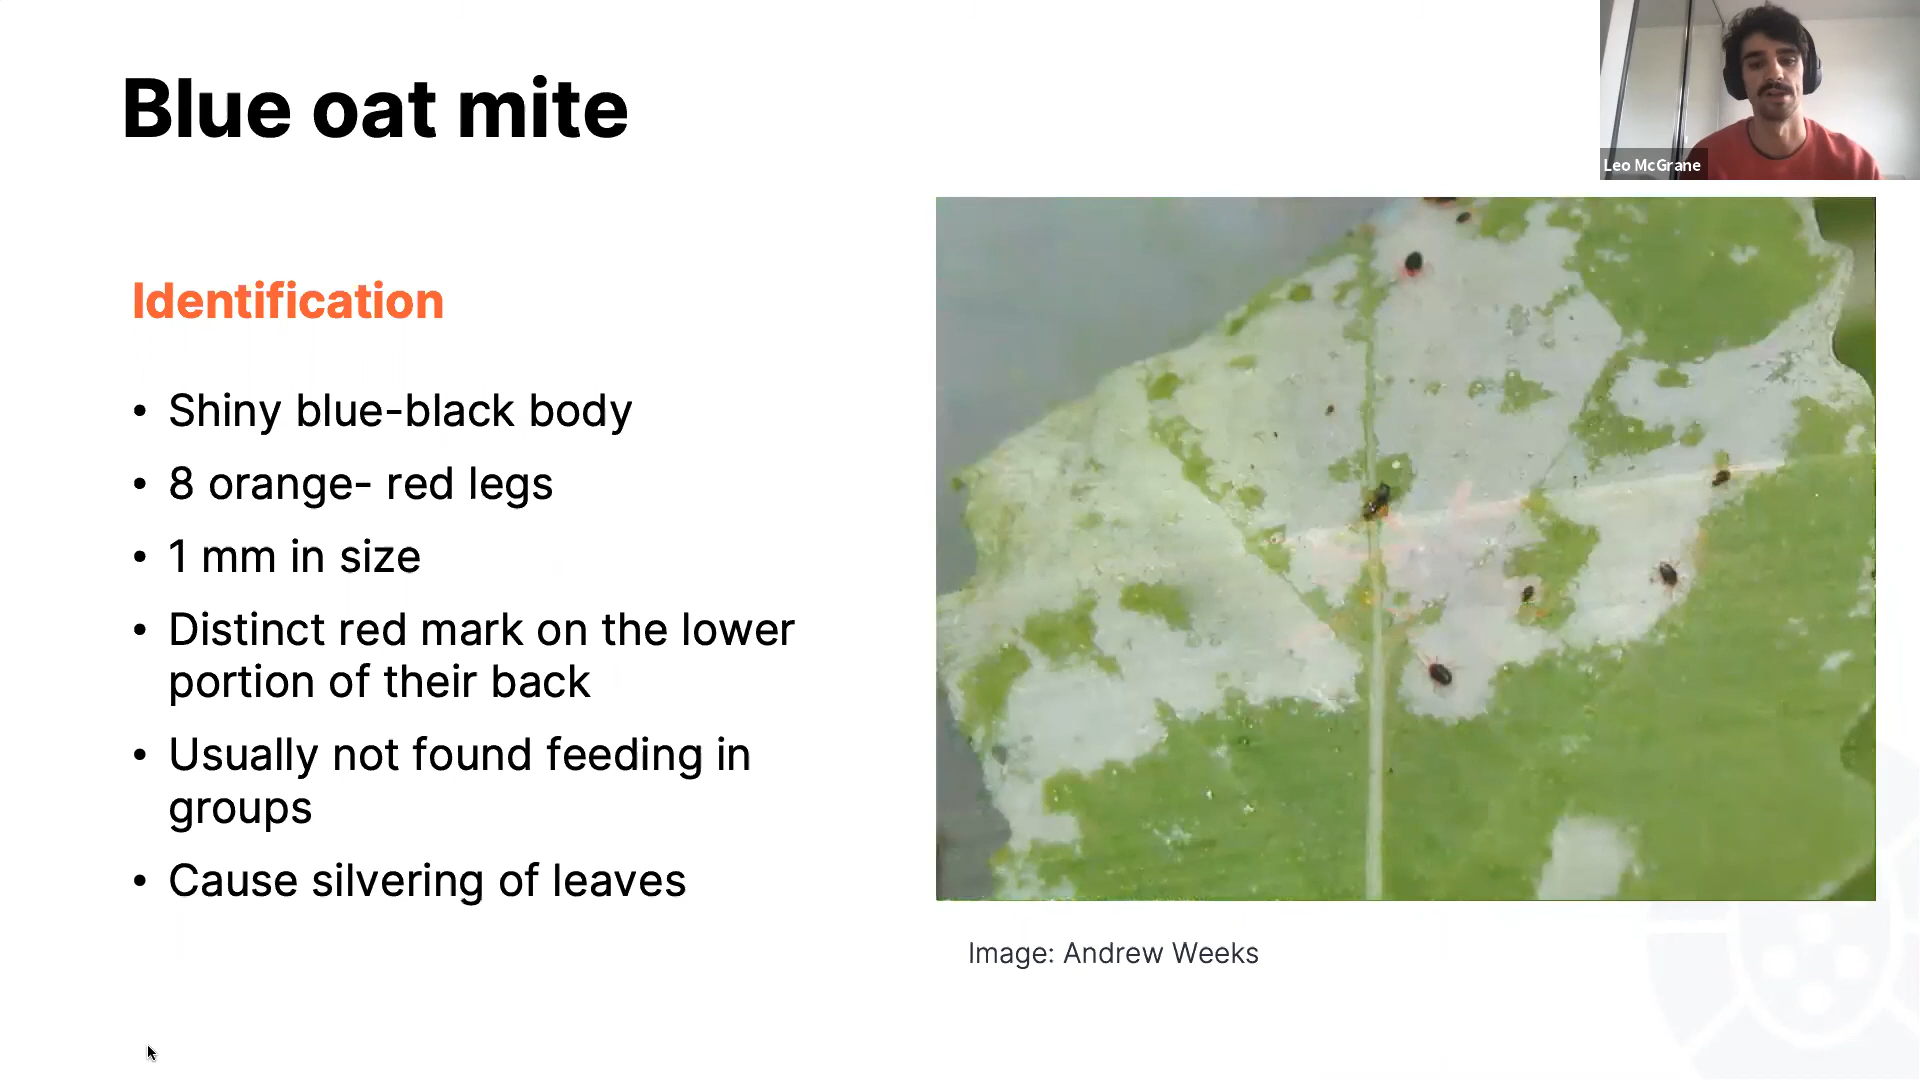 Blue oat mite
Leo McGrane
Identification
• Shiny blue-black body
• 8 orange- red legs
• 1 mm in size
• Distinct red mark on the lower
portion of their back
• Usually not found feeding in
groups
• Cause silvering of leaves
Image: Andrew Weeks